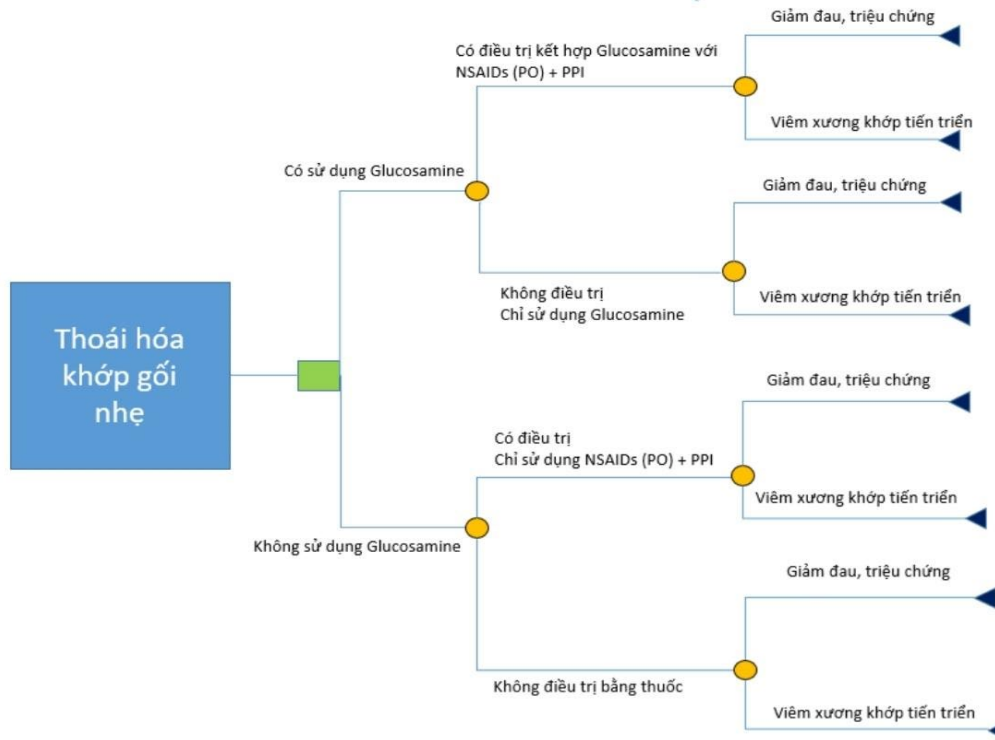 Giảm đau, triệu chứng
Có điều trị kết hợp Glucosamine với
NSAIDs (PO) + PPI
Viêm xương khớp tiến triển
Có sử dụng Glucosamine
Giảm đau, triệu chứng
Không điều trị
Chỉ sử dụng Glucosamine
Viêm xương khớp tiến triển
Thoái hóa
khớp gối
nhẹ
Giảm đau, triệu chứng
Có điều trị
Chỉ sử dụng NSAIDs (PO) + PPI
Viêm xương khớp tiến triển
Không sử dụng Glucosamine
Giảm đau, triệu chứng
Không điều trị bằng thuốc
Viêm xương khớp tiến triển